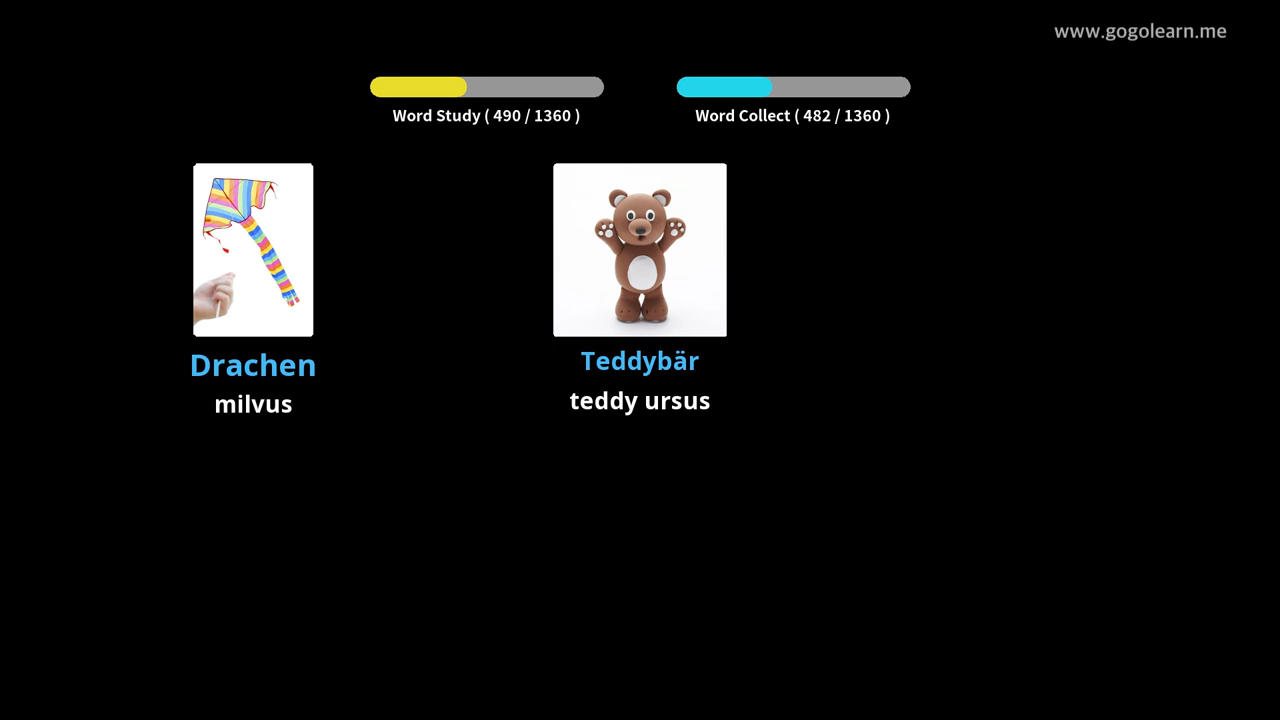 www.gogolearn.me
Word Study ( 490 / 1360 )
Word Collect ( 482 / 1360 )
Drachen
milvus
Teddybär
teddy ursus